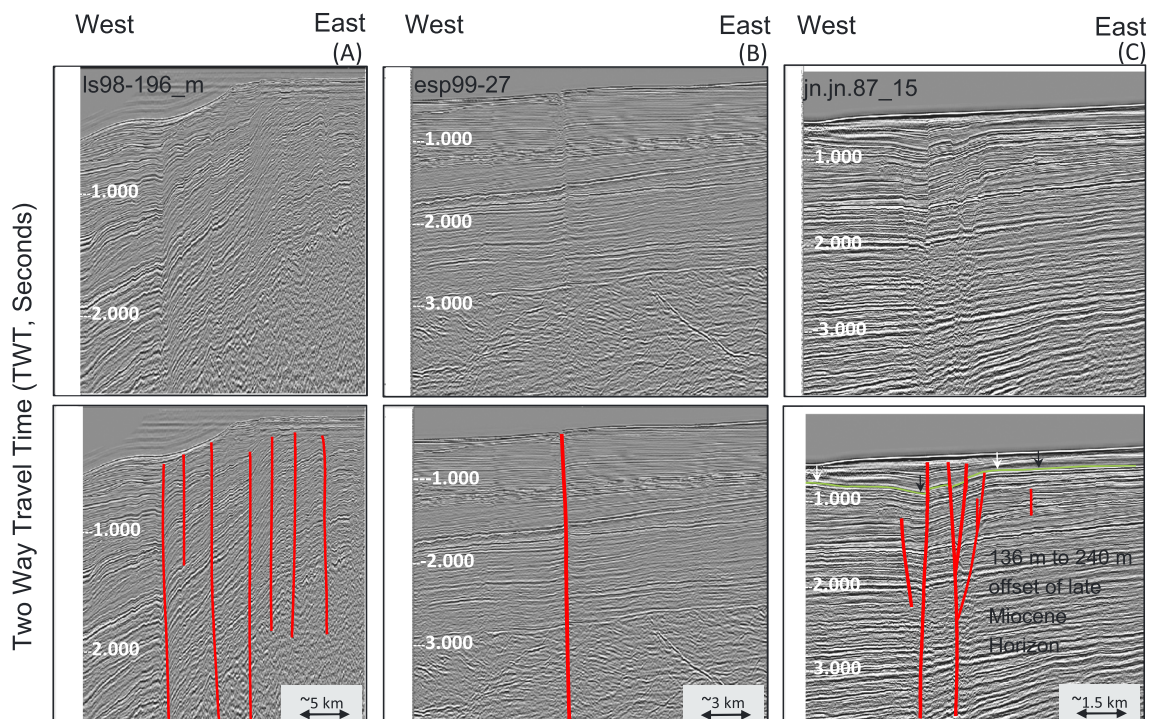 West East West East West East
(A) (B) (C)
ls98-196_m
esp99-27
jn.jn.87_15
Two Way Travel Time (TWT, Seconds)
1.000
2.000
1.000
2.000
3.000
1.000
2.000
3.000
1.000
2.000
~5 km
1.000
2.000
3.000
~3 km
1.000
2.000
3.000
136 m to 240 m
offset of late
Miocene
Horizon
~1.5 km